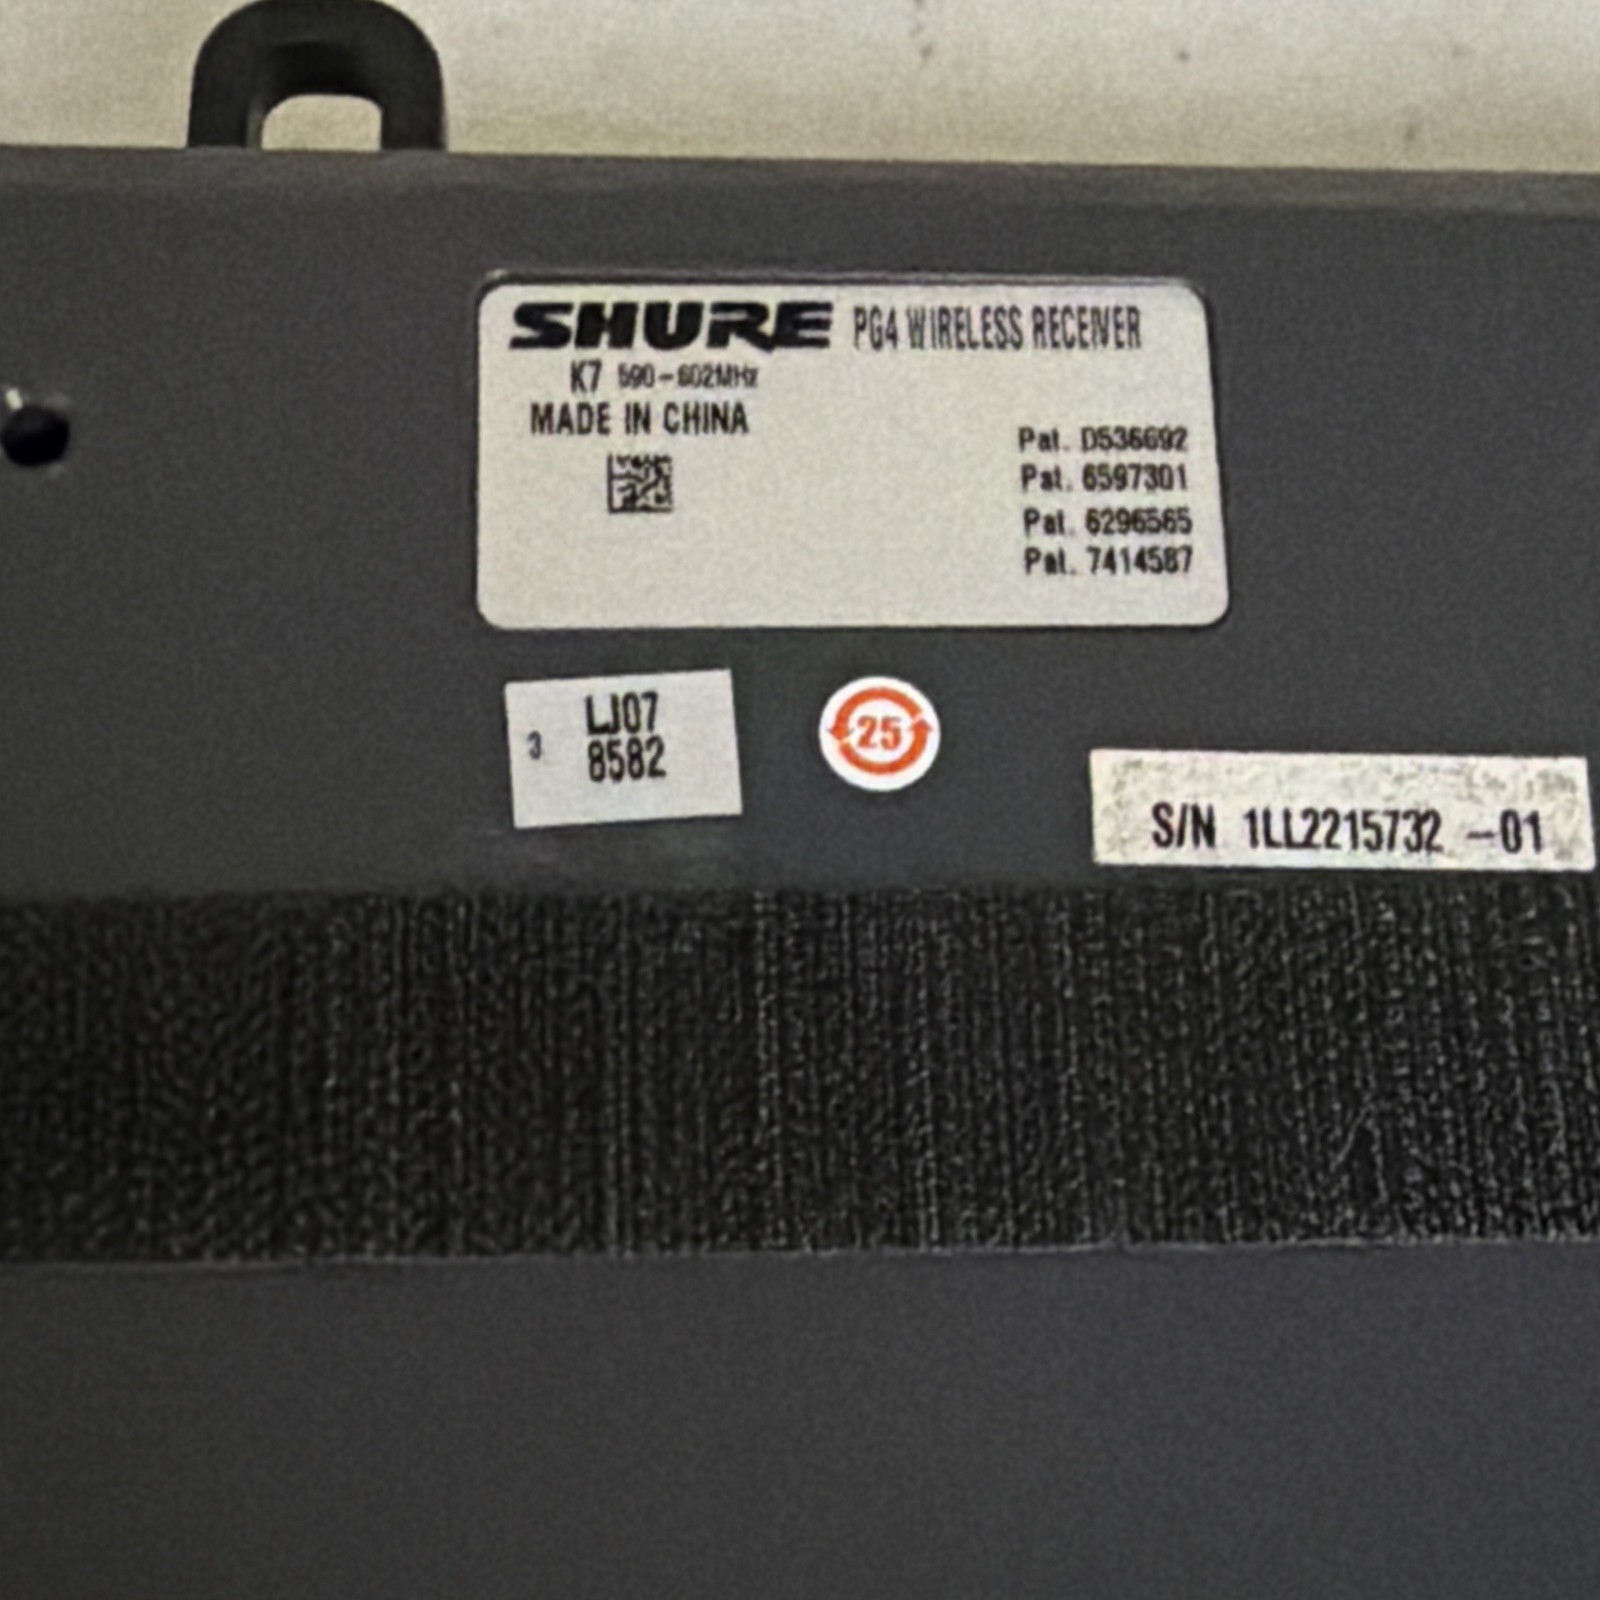 SHURE PG4 WIRELESS RECEIVER
K7 590-602MHz
MADE IN CHINA
Pat. D536692
Pat. 6597301
Pat. 6296565
Pat. 7414587
3
LJ07
8582
25
S/N 1LL2215732 -01